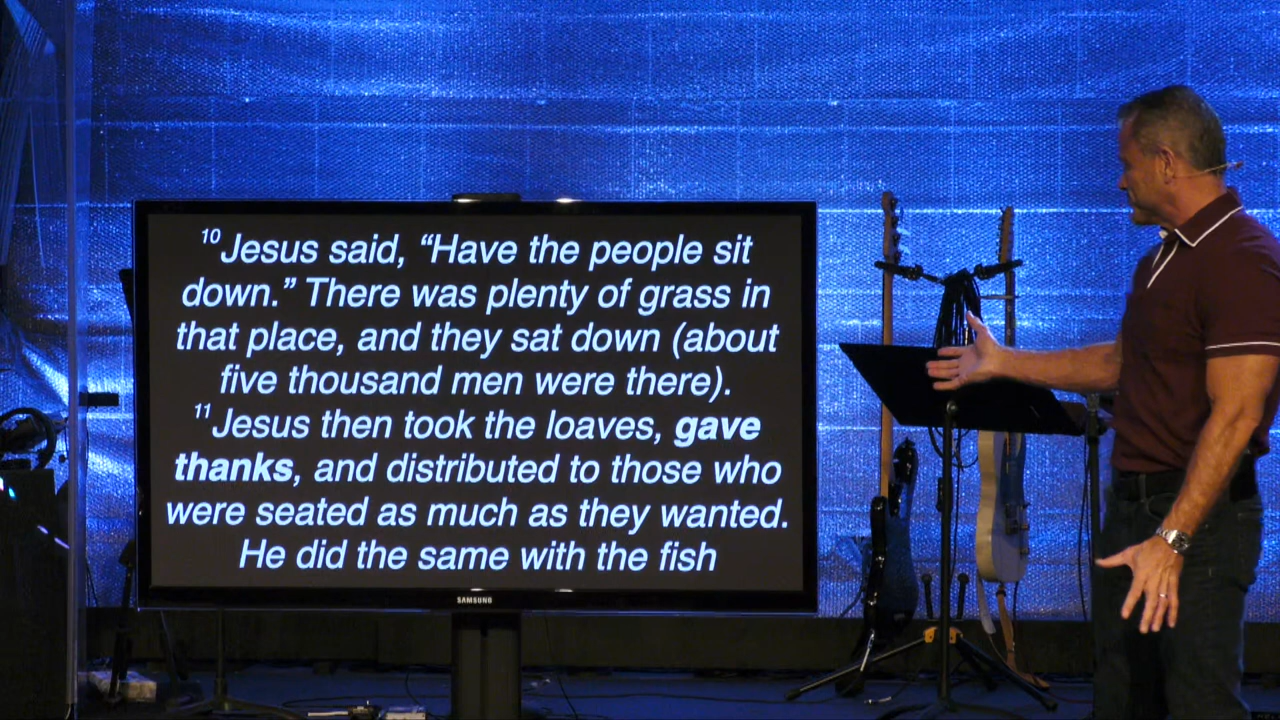 10 Jesus said, “Have the people sit
down.” There was plenty of grass in
that place, and they sat down (about
five thousand men were there).
11 Jesus then took the loaves, gave
thanks, and distributed to those who
were seated as much as they wanted.
He did the same with the fish
SAMSUNG